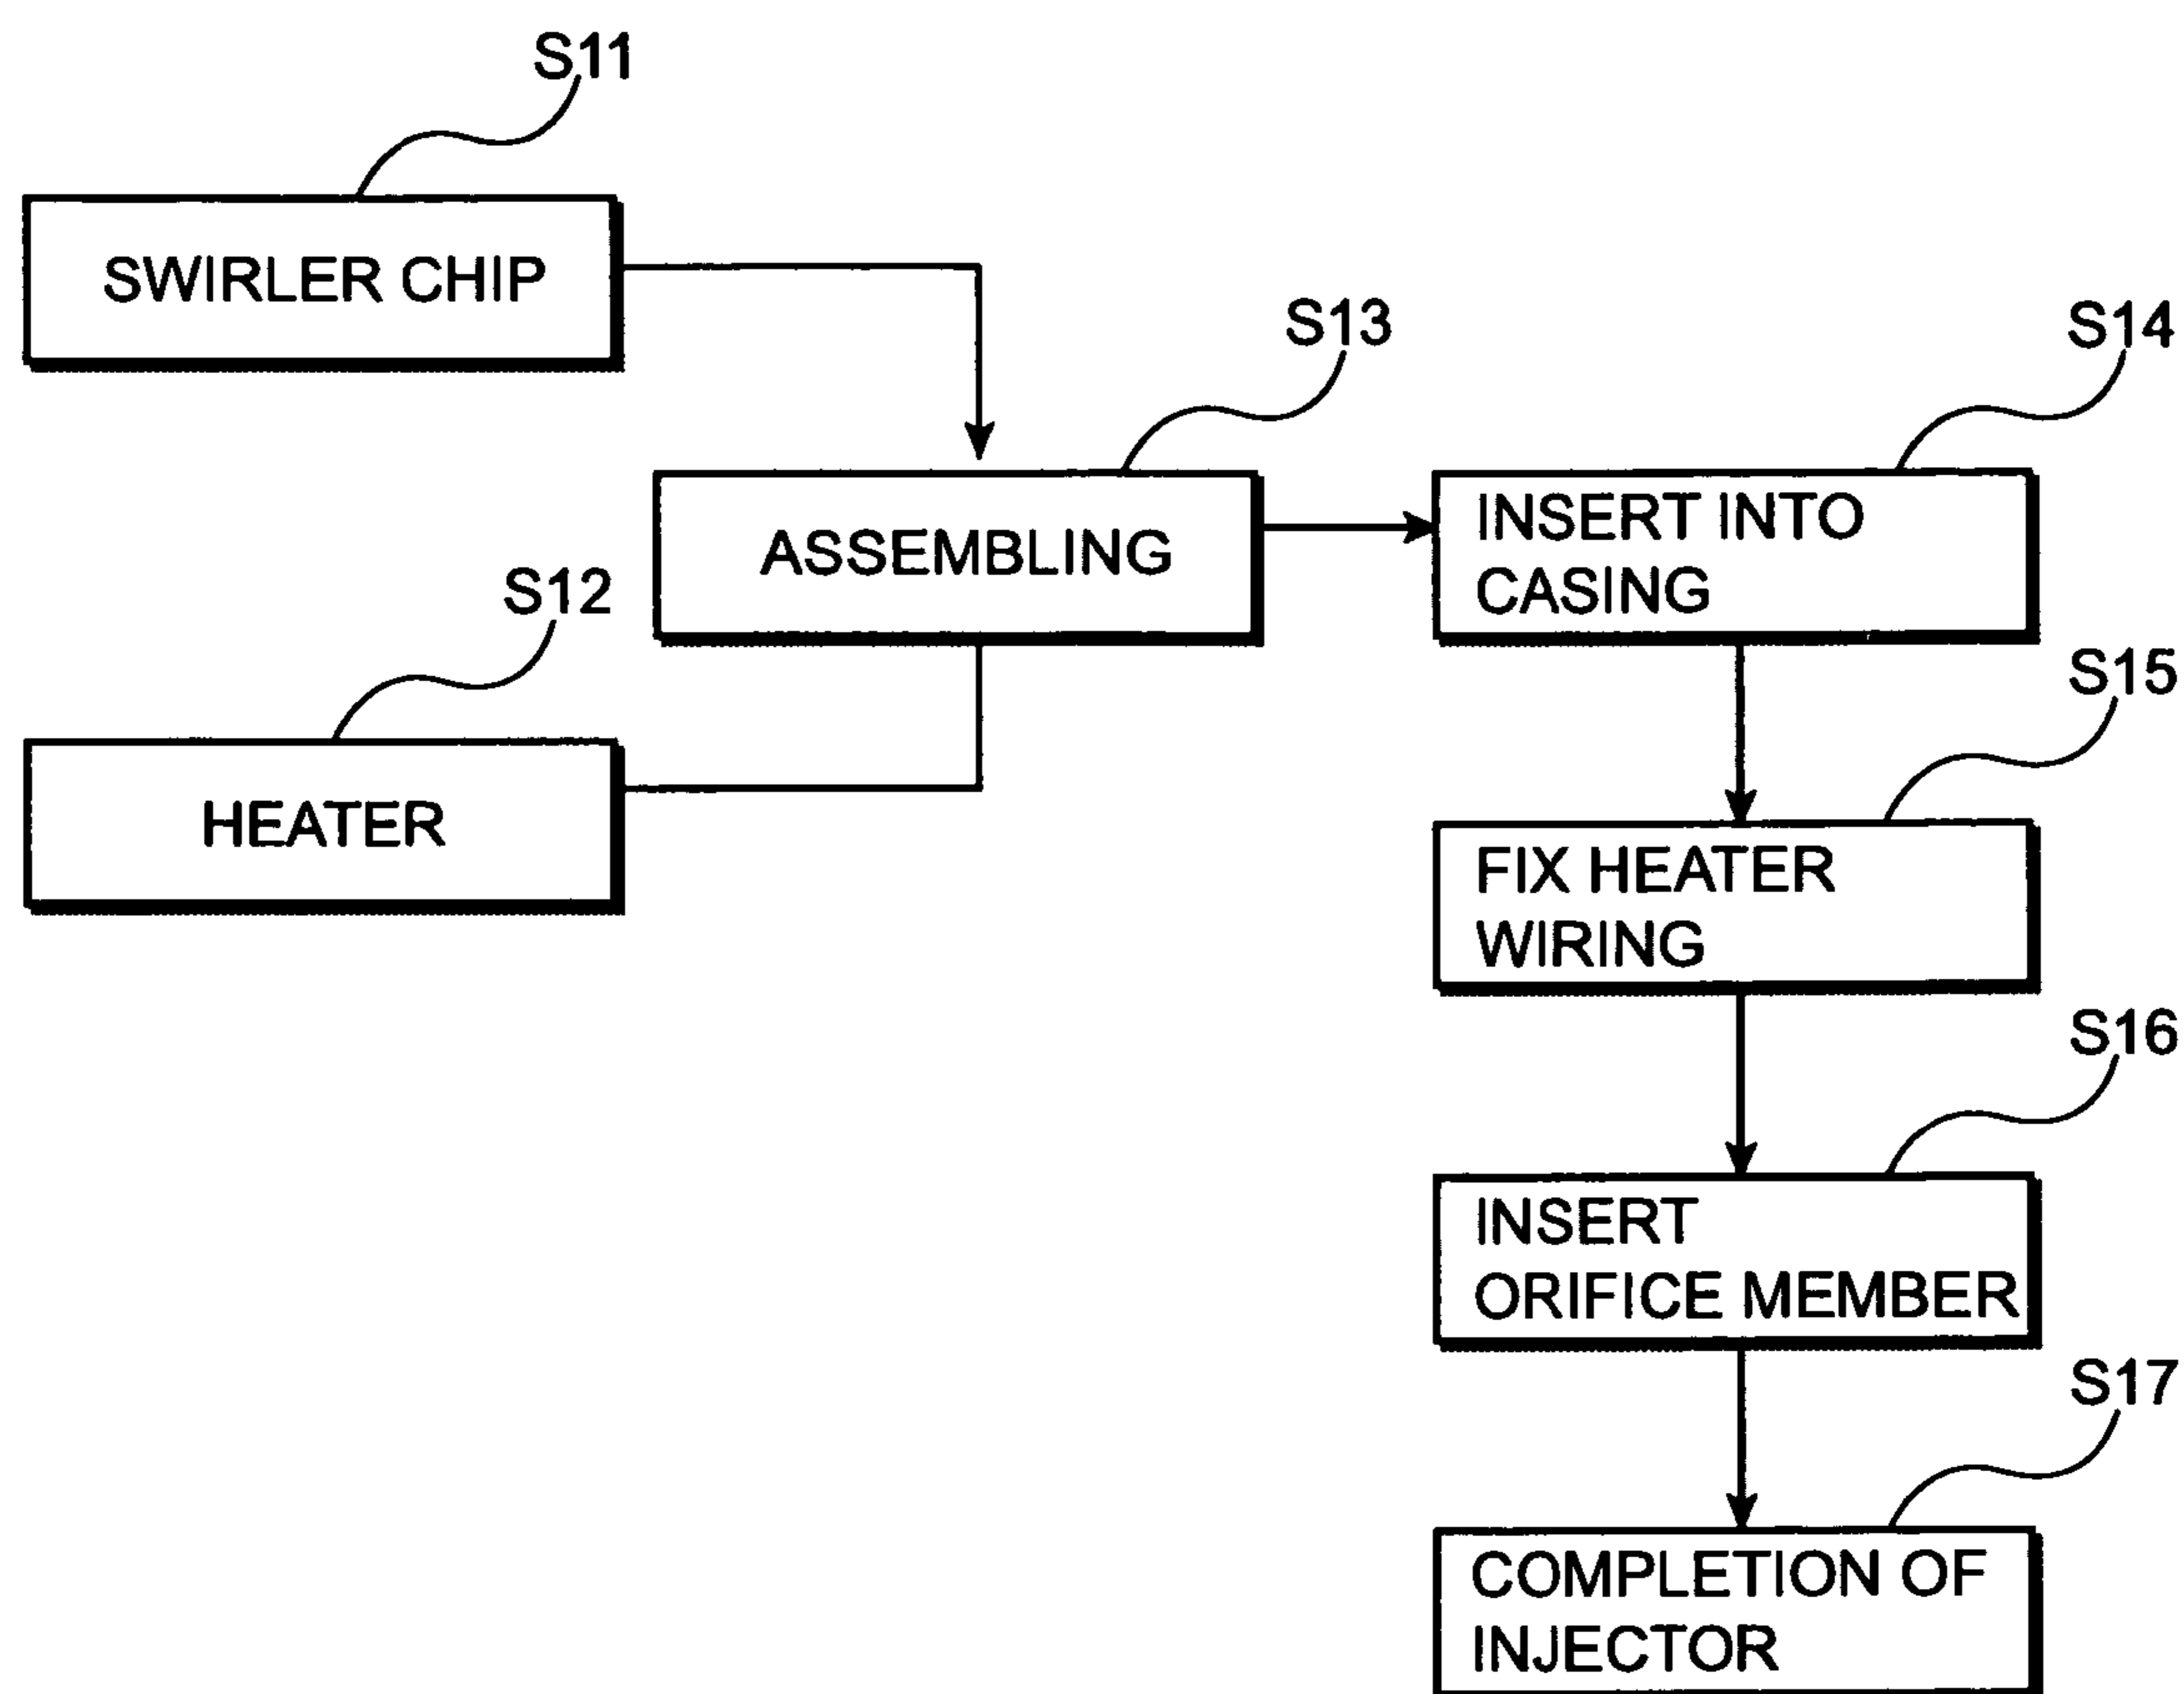 S11
SWIRLER CHIP
S12
HEATER
S13
ASSEMBLING
S14
INSERT INTO
CASING
S15
FIX HEATER
WIRING
S16
INSERT
ORIFICE MEMBER
S17
COMPLETION OF
INJECTOR